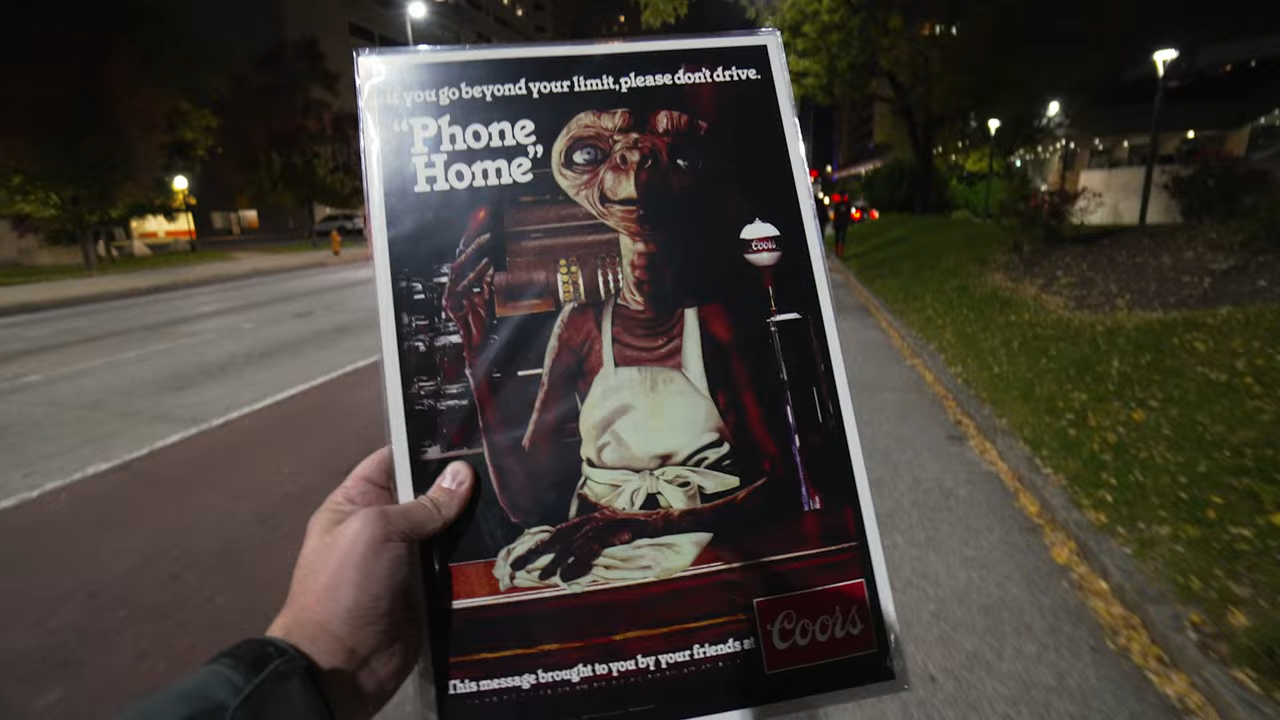 If you go beyond your limit, please don't drive.
"Phone
Home"
Coors
This message brought to you by your friends at
Coors